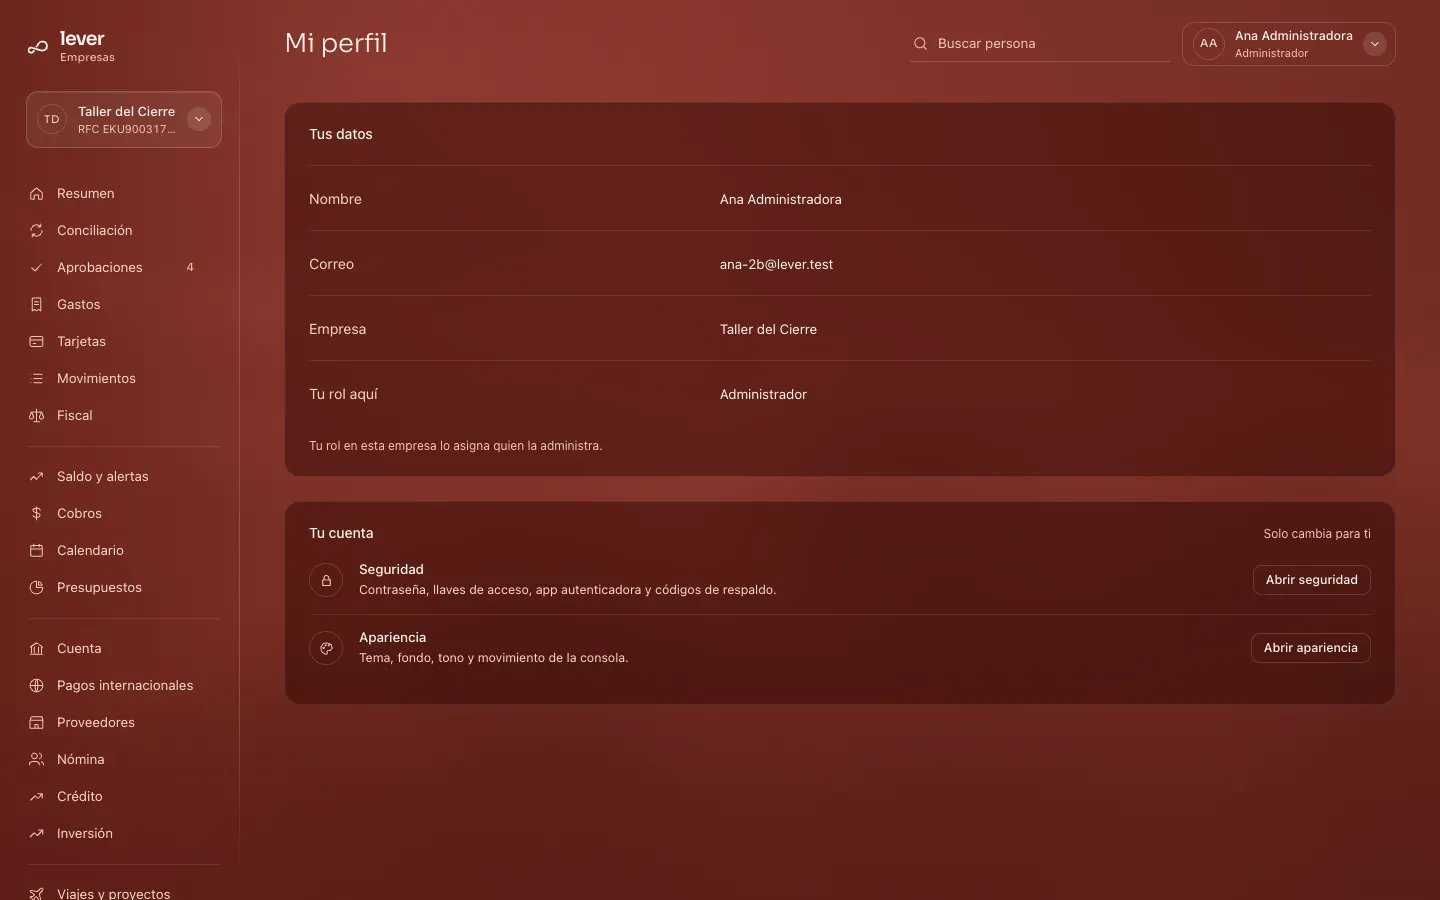 lever
Empresas
TD
Taller del Cierre
RFC EKU900317...
Resumen
Conciliación
Aprobaciones 4
Gastos
Tarjetas
Movimientos
Fiscal
Saldo y alertas
Cobros
Calendario
Presupuestos
Cuenta
Pagos internacionales
Proveedores
Nómina
Crédito
Inversión
Viajes y proyectos
Mi perfil
Buscar persona
AA
Ana Administradora
Administrador
Tus datos
Nombre Ana Administradora
Correo ana-2b@lever.test
Empresa Taller del Cierre
Tu rol aquí Administrador
Tu rol en esta empresa lo asigna quien la administra.
Tu cuenta Solo cambia para ti
Seguridad
Contraseña, llaves de acceso, app autenticadora y códigos de respaldo.
Abrir seguridad
Apariencia
Tema, fondo, tono y movimiento de la consola.
Abrir apariencia